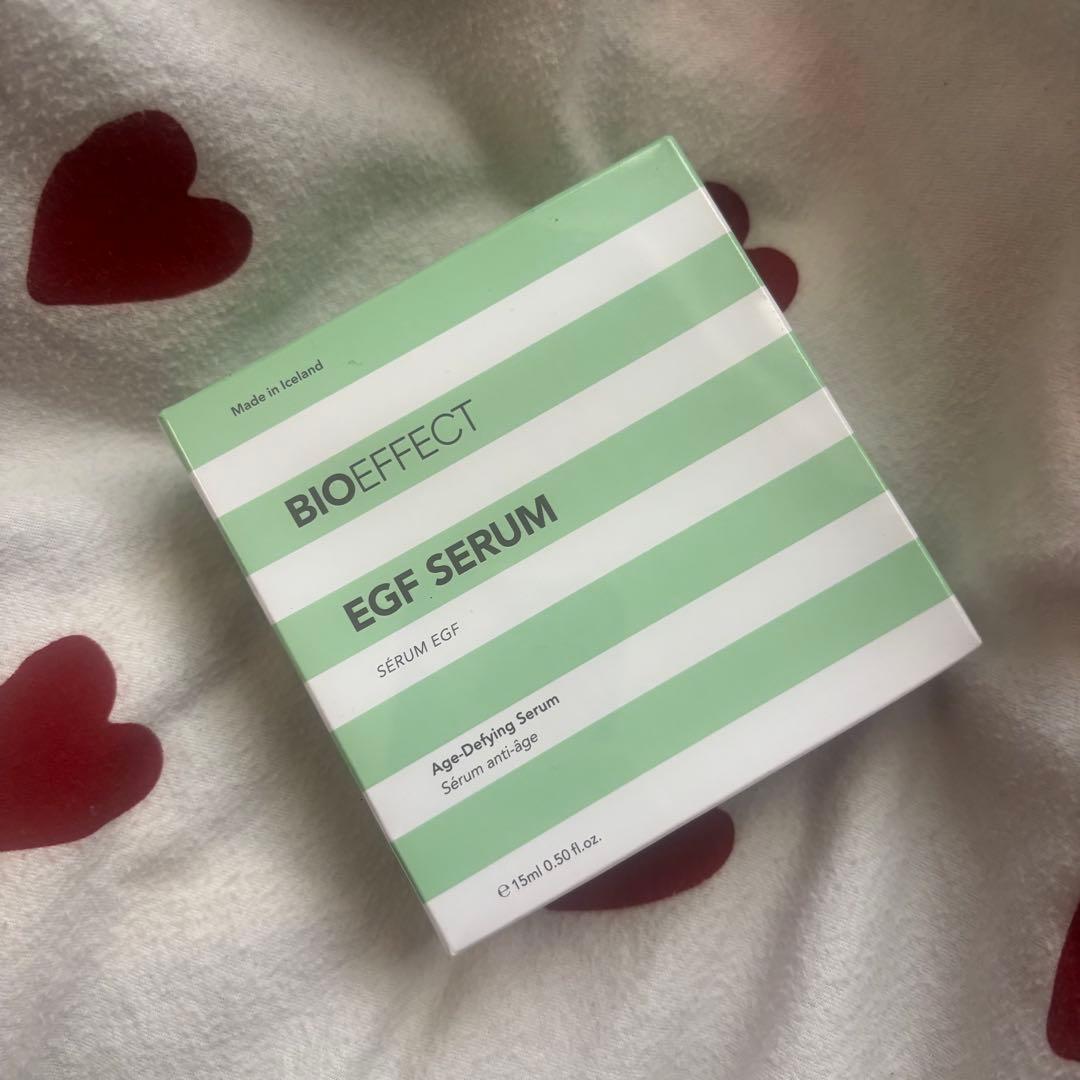 Made in Iceland
BIOEFFECT
EGF SERUM
SÉRUM EGF
Age-Defying Serum
Sérum anti-âge
℮ 15ml 0.50 fl.oz.